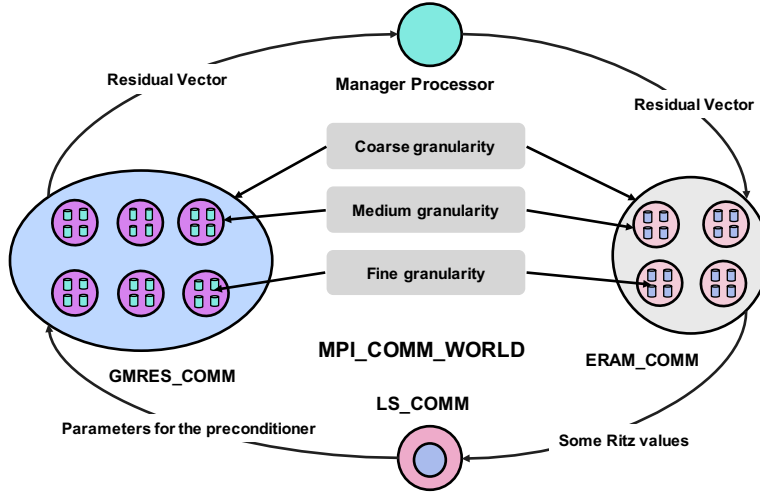 Residual Vector
Manager Processor
Residual Vector
Coarse granularity
Medium granularity
Fine granularity
MPI_COMM_WORLD
GMRES_COMM
ERAM_COMM
LS_COMM
Parameters for the preconditioner
Some Ritz values